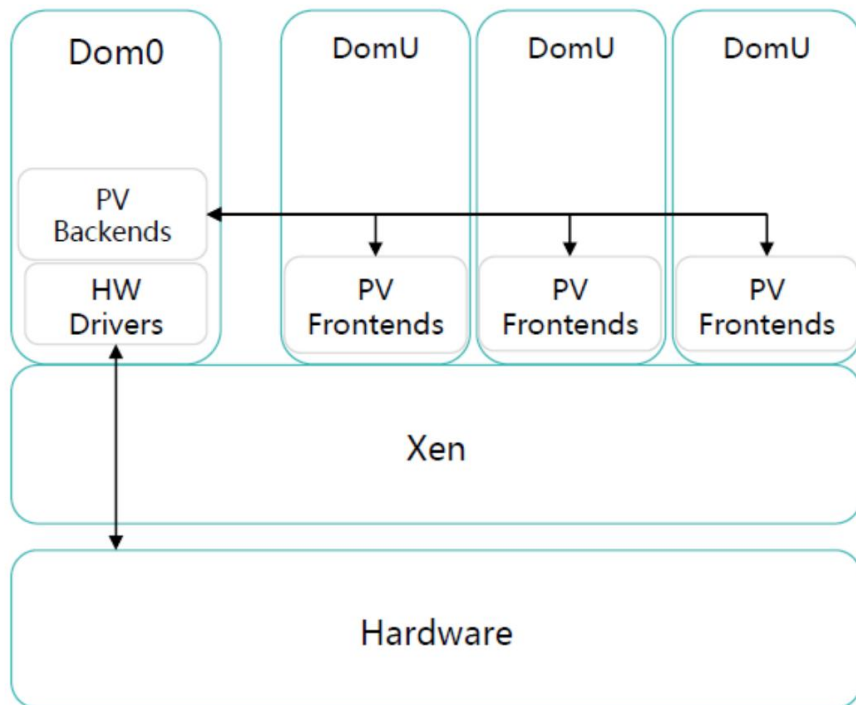 Dom0
DomU
DomU
DomU
PV
Backends
HW
Drivers
PV
Frontends
PV
Frontends
PV
Frontends
Xen
Hardware